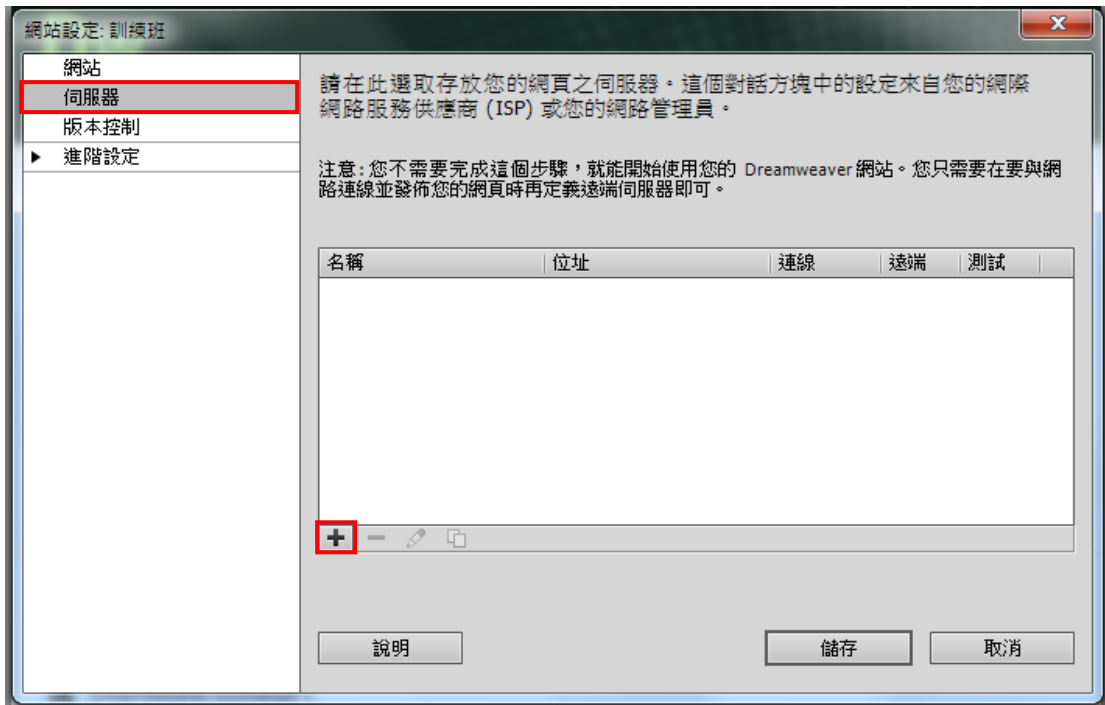 網站設定: 訓練班
網站
伺服器
版本控制
進階設定
請在此選取存放您的網頁之伺服器。這個對話方塊中的設定來自您的網際
網路服務供應商 (ISP) 或您的網路管理員。
注意: 您不需要完成這個步驟，就能開始使用您的 Dreamweaver 網站。您只需要在要與網
路連線並發佈您的網頁時再定義遠端伺服器即可。
名稱 位址 連線 遠端 測試
說明 儲存 取消